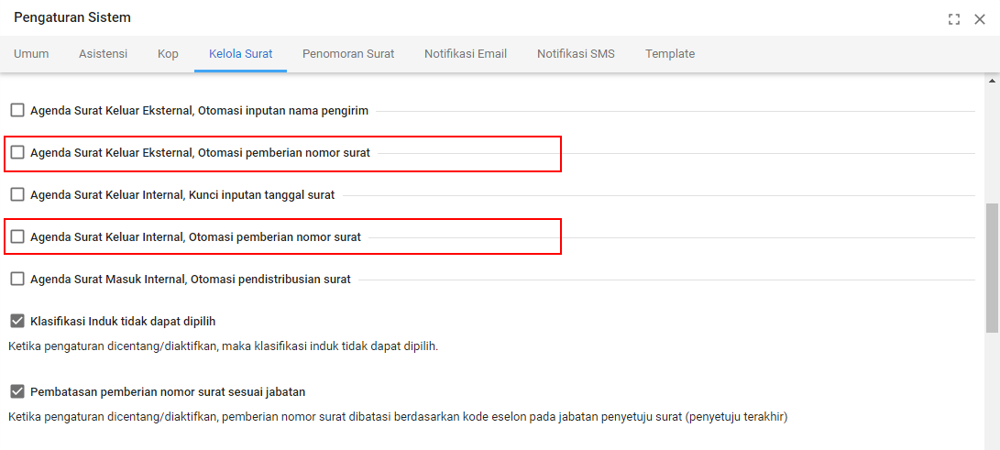 Pengaturan Sistem
Umum Asistensi Kop Kelola Surat Penomoran Surat Notifikasi Email Notifikasi SMS Template
Agenda Surat Keluar Eksternal, Otomasi inputan nama pengirim
Agenda Surat Keluar Eksternal, Otomasi pemberian nomor surat
Agenda Surat Keluar Internal, Kunci inputan tanggal surat
Agenda Surat Keluar Internal, Otomasi pemberian nomor surat
Agenda Surat Masuk Internal, Otomasi pendistribusian surat
Klasifikasi Induk tidak dapat dipilih
Ketika pengaturan dicentang/diaktifkan, maka klasifikasi induk tidak dapat dipilih.
Pembatasan pemberian nomor surat sesuai jabatan
Ketika pengaturan dicentang/diaktifkan, pemberian nomor surat dibatasi berdasarkan kode eselon pada jabatan penyetuju surat (penyetuju terakhir)